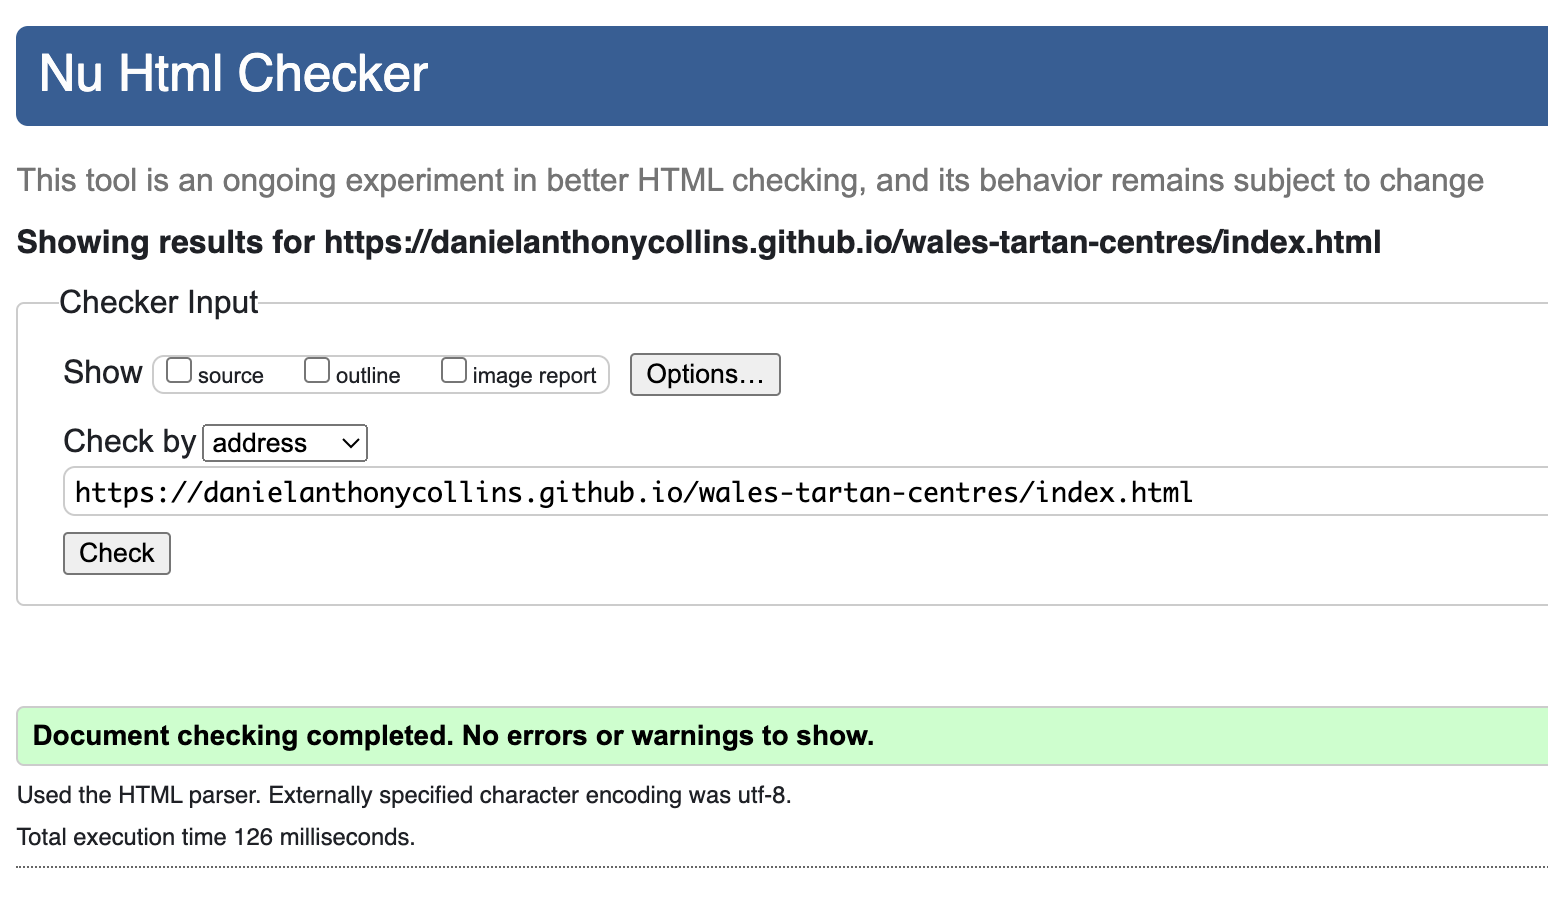 Nu Html Checker
This tool is an ongoing experiment in better HTML checking, and its behavior remains subject to change
Showing results for https://danielanthonycollins.github.io/wales-tartan-centres/index.html
Checker Input
Show source outline image report Options...
Check by address
https://danielanthonycollins.github.io/wales-tartan-centres/index.html
Check
Document checking completed. No errors or warnings to show.
Used the HTML parser. Externally specified character encoding was utf-8.
Total execution time 126 milliseconds.